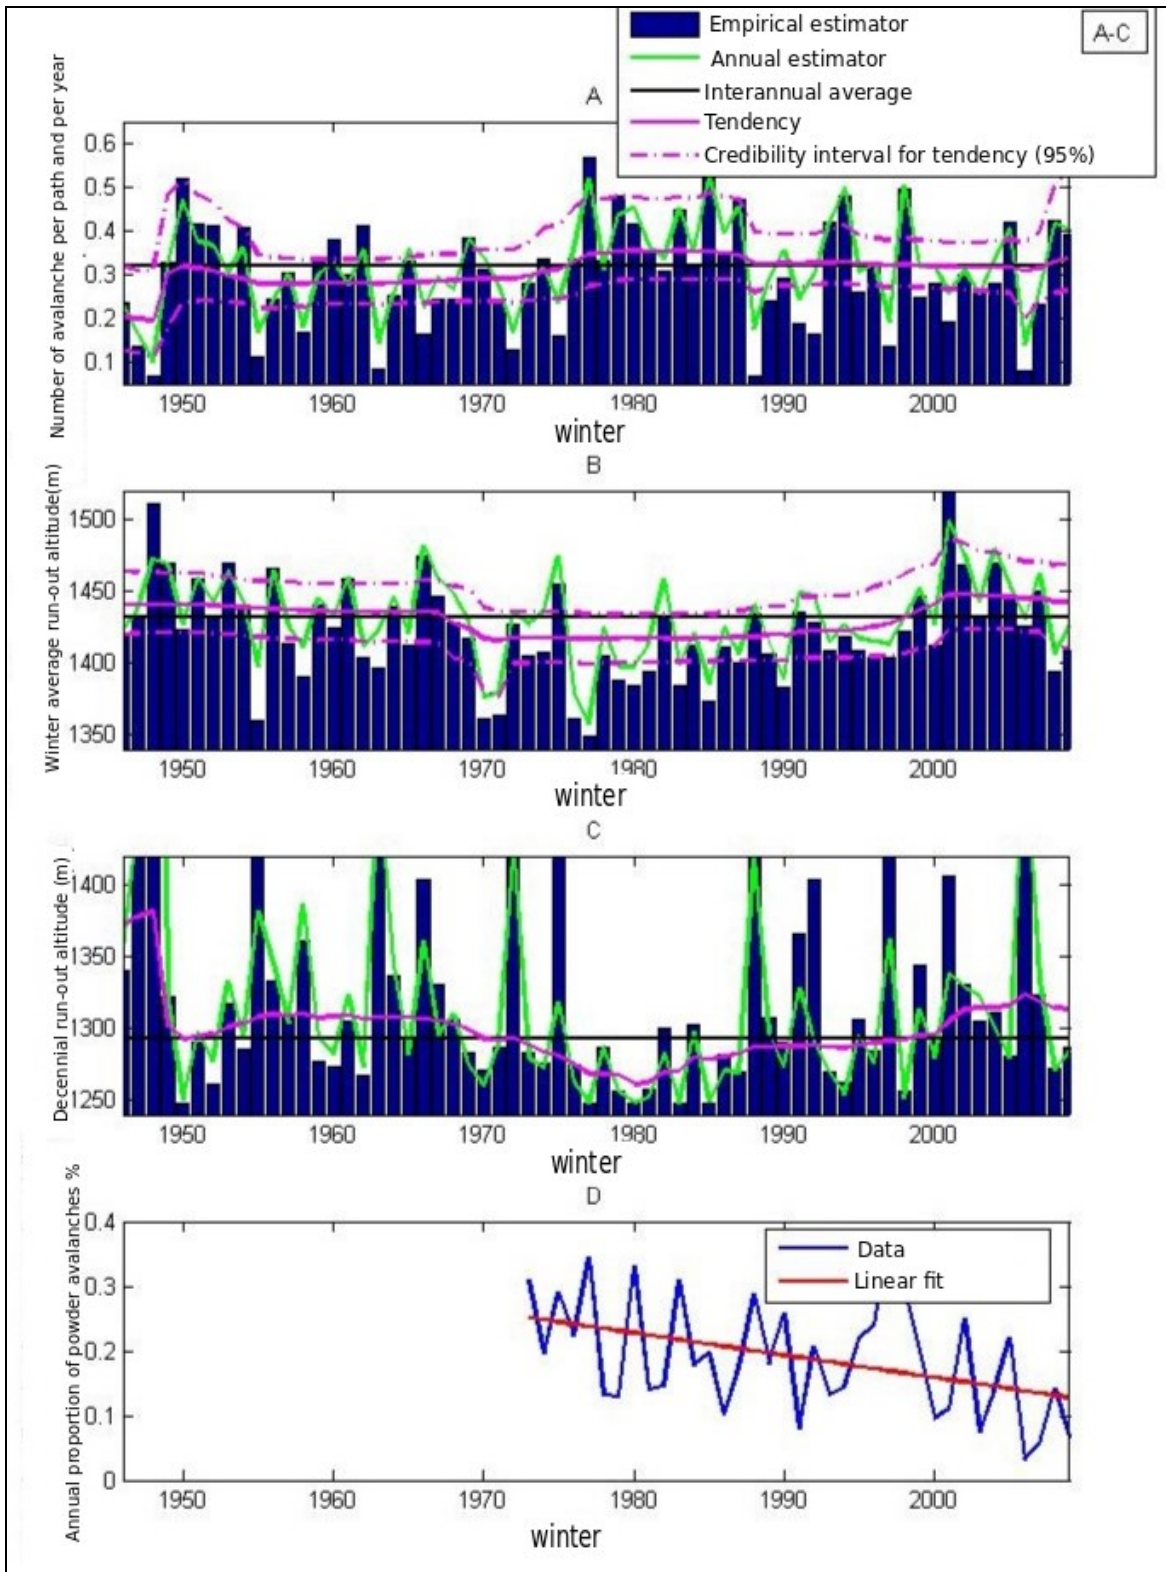 Empirical estimator
A-C
Annual estimator
Interannual average
Tendency
Credibility interval for tendency (95%)
A
Number of avalanche per path and per year
0.6
0.5
0.4
0.3
0.2
0.1
1950 1960 1970 1980 1990 2000
winter
B
Winter average run-out altitude(m)
1500
1450
1400
1350
1950 1960 1970 1980 1990 2000
winter
C
Decennial run-out altitude (m)
1400
1350
1300
1250
1950 1960 1970 1980 1990 2000
winter
D
Annual proportion of powder avalanches %
0.4
0.3
0.2
0.1
0
Data
Linear fit
1950 1960 1970 1980 1990 2000
winter